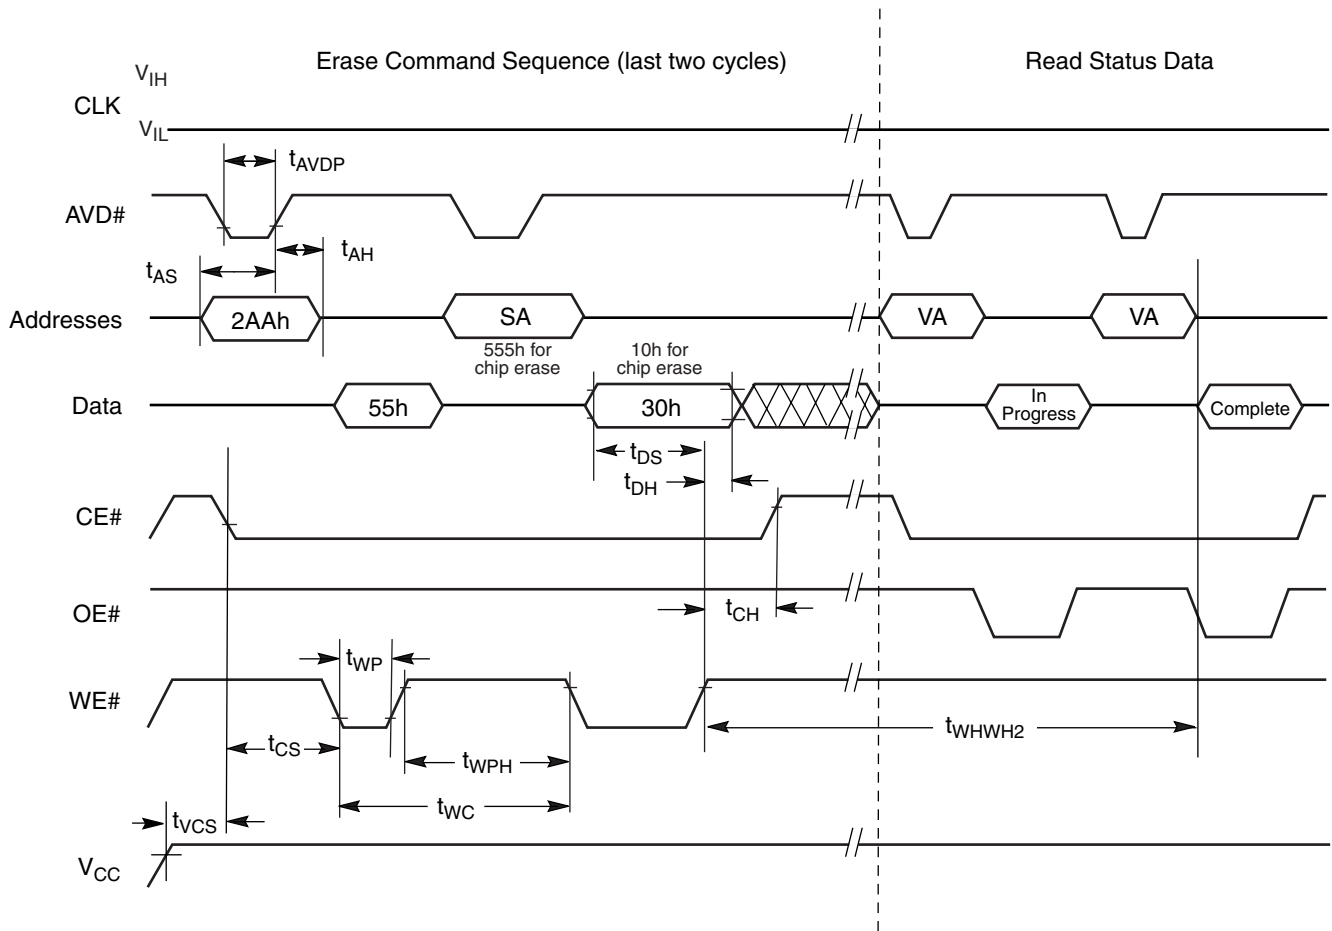 Erase Command Sequence (last two cycles)
Read Status Data
VIH
CLK
VIL
tAVDP
AVD#
tAH
tAS
Addresses
2AAh
SA
VA
VA
555h for
chip erase
10h for
chip erase
Data
55h
30h
In
Progress
Complete
tDS
tDH
CE#
tCH
OE#
tWP
WE#
tWHWH2
tCS
tWPH
tWC
tVCS
VCC